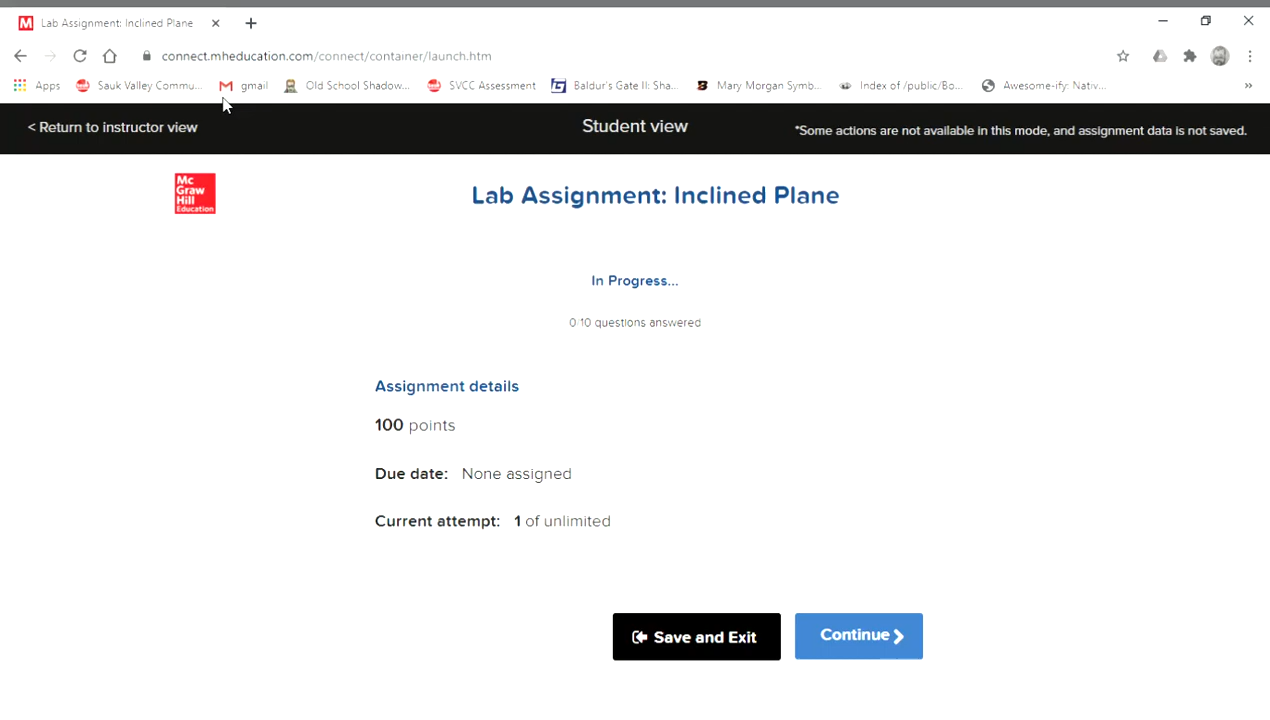 Lab Assignment: Inclined Plane
connect.mheducation.com/connect/container/launch.htm
Apps Sauk Valley Commu... gmail Old School Shadow... SVCC Assessment Baldur's Gate II: Sha... Mary Morgan Symb... Index of /public/Bo... Awesome-ify: Nativ... »
< Return to instructor view Student view *Some actions are not available in this mode, and assignment data is not saved.
Mc
Graw
Hill
Education
Lab Assignment: Inclined Plane
In Progress...
0/10 questions answered
Assignment details
100 points
Due date: None assigned
Current attempt: 1 of unlimited
Save and Exit Continue